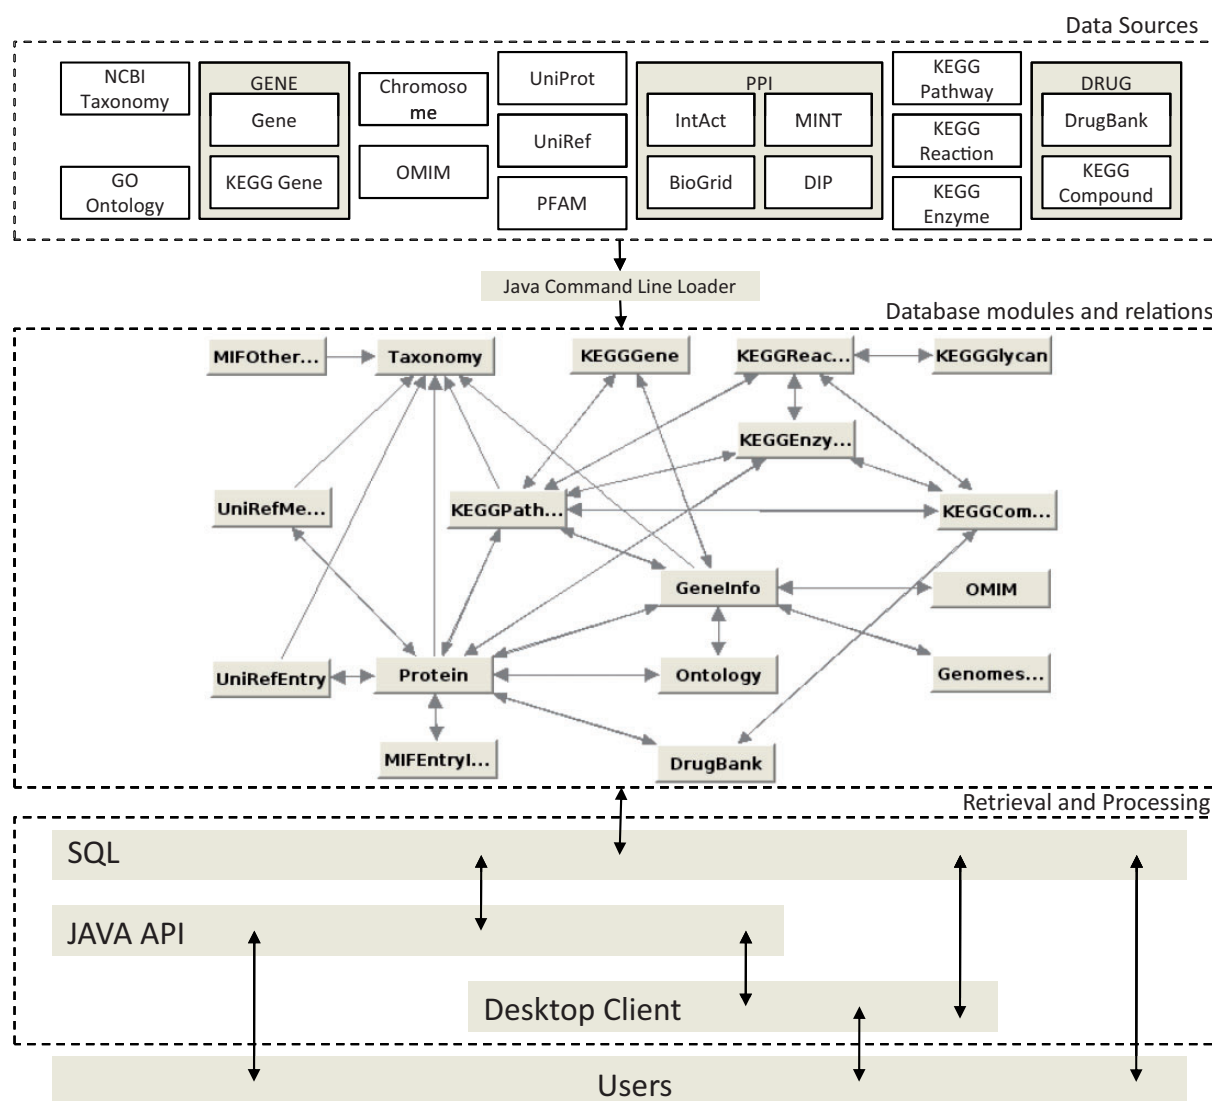 Data Sources
NCBI
Taxonomy
GO
Ontology
GENE
Gene
KEGG Gene
Chromoso
me
OMIM
UniProt
UniRef
PFAM
PPI
IntAct
MINT
BioGrid
DIP
KEGG
Pathway
KEGG
Reaction
KEGG
Enzyme
DRUG
DrugBank
KEGG
Compound
Java Command Line Loader
Database modules and relations
MIFOther...
Taxonomy
KEGGGene
KEGGReac...
KEGGGlycan
KEGGEnzy...
UniRefMe...
KEGGPath...
KEGGCom...
GeneInfo
OMIM
UniRefEntry
Protein
Ontology
Genomes...
MIFEntryI...
DrugBank
Retrieval and Processing
SQL
JAVA API
Desktop Client
Users